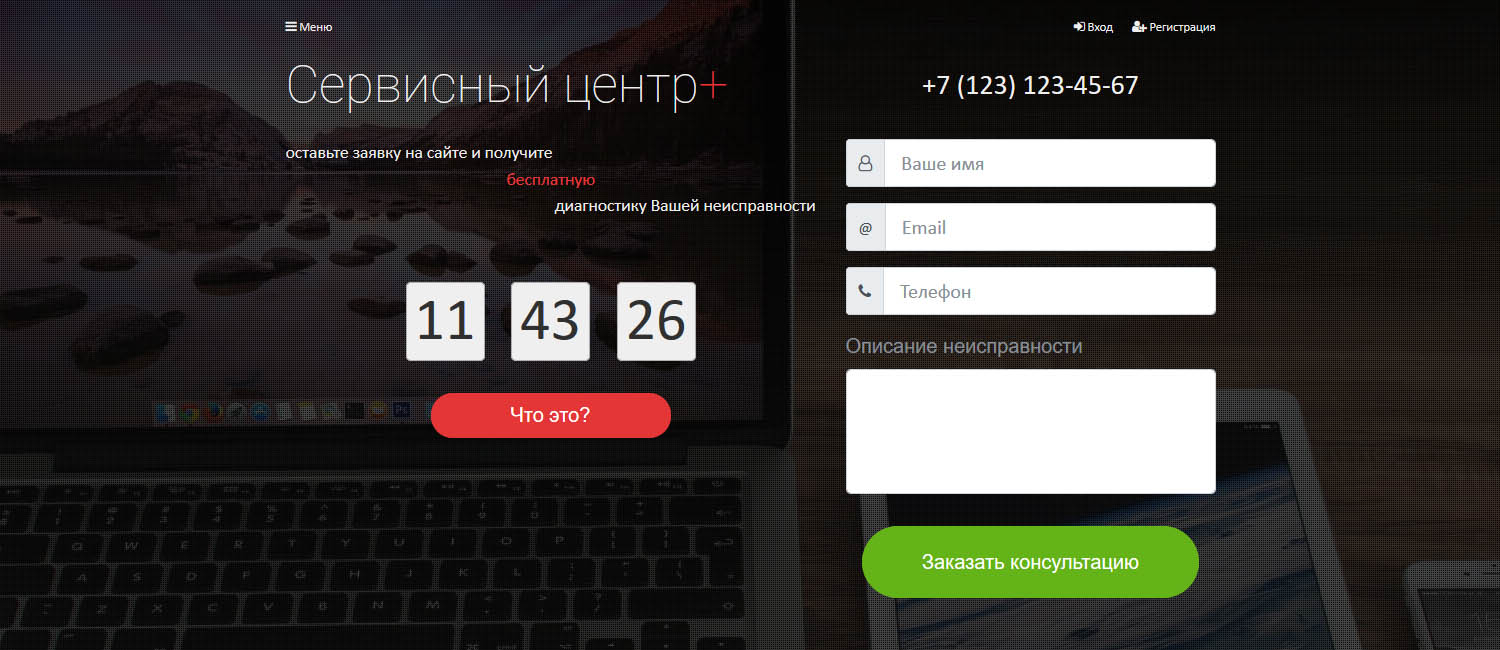 Меню
Вход
Регистрация
Сервисный центр+
+7 (123) 123-45-67
оставьте заявку на сайте и получите
бесплатную
диагностику Вашей неисправности
Ваше имя
@
Email
Телефон
11 43 26
Описание неисправности
Что это?
Заказать консультацию
Q W E R T Y U I O P
A S D F G H J K L
Z X C V B N M